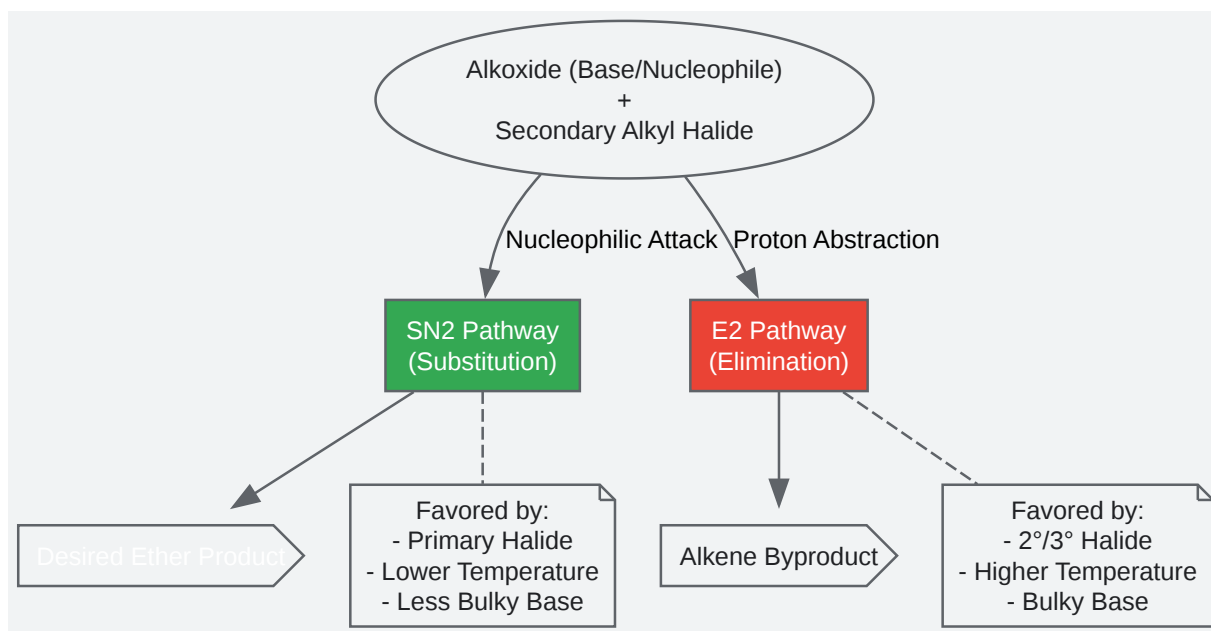 Alkoxide (Base/Nucleophile)
+
Secondary Alkyl Halide
Nucleophilic Attack
Proton Abstraction
SN2 Pathway
(Substitution)
E2 Pathway
(Elimination)
Desired Ether Product
Favored by:
- Primary Halide
- Lower Temperature
- Less Bulky Base
Alkene Byproduct
Favored by:
- 2°/3° Halide
- Higher Temperature
- Bulky Base